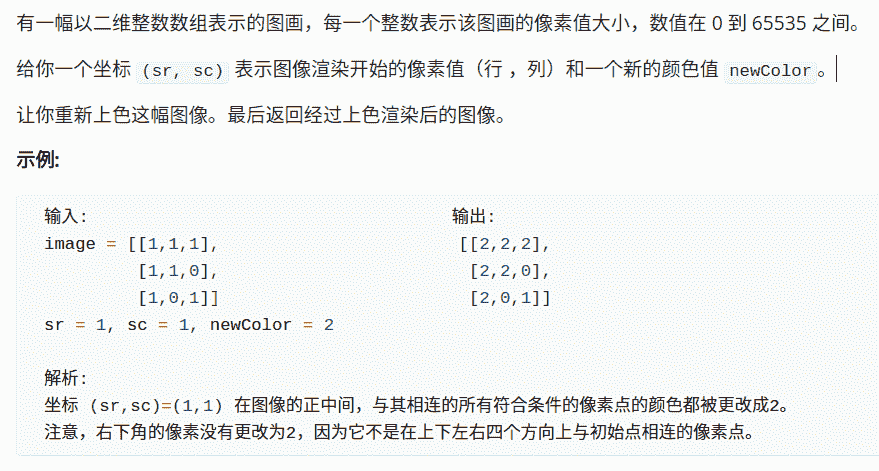 有一幅以二维整数数组表示的图画，每一个整数表示该图画的像素值大小，数值在 0 到 65535 之间。
给你一个坐标 (sr, sc) 表示图像渲染开始的像素值（行 ，列）和一个新的颜色值 newColor 。
让你重新上色这幅图像。最后返回经过上色渲染后的图像。
示例:
输入: 输出:
image = [[1,1,1], [[2,2,2],
[1,1,0], [2,2,0],
[1,0,1]] [2,0,1]]
sr = 1, sc = 1, newColor = 2
解析:
坐标 (sr,sc)=(1,1) 在图像的正中间，与其相连的所有符合条件的像素点的颜色都被更改成2。
注意，右下角的像素没有更改为2，因为它不是在上下左右四个方向上与初始点相连的像素点。